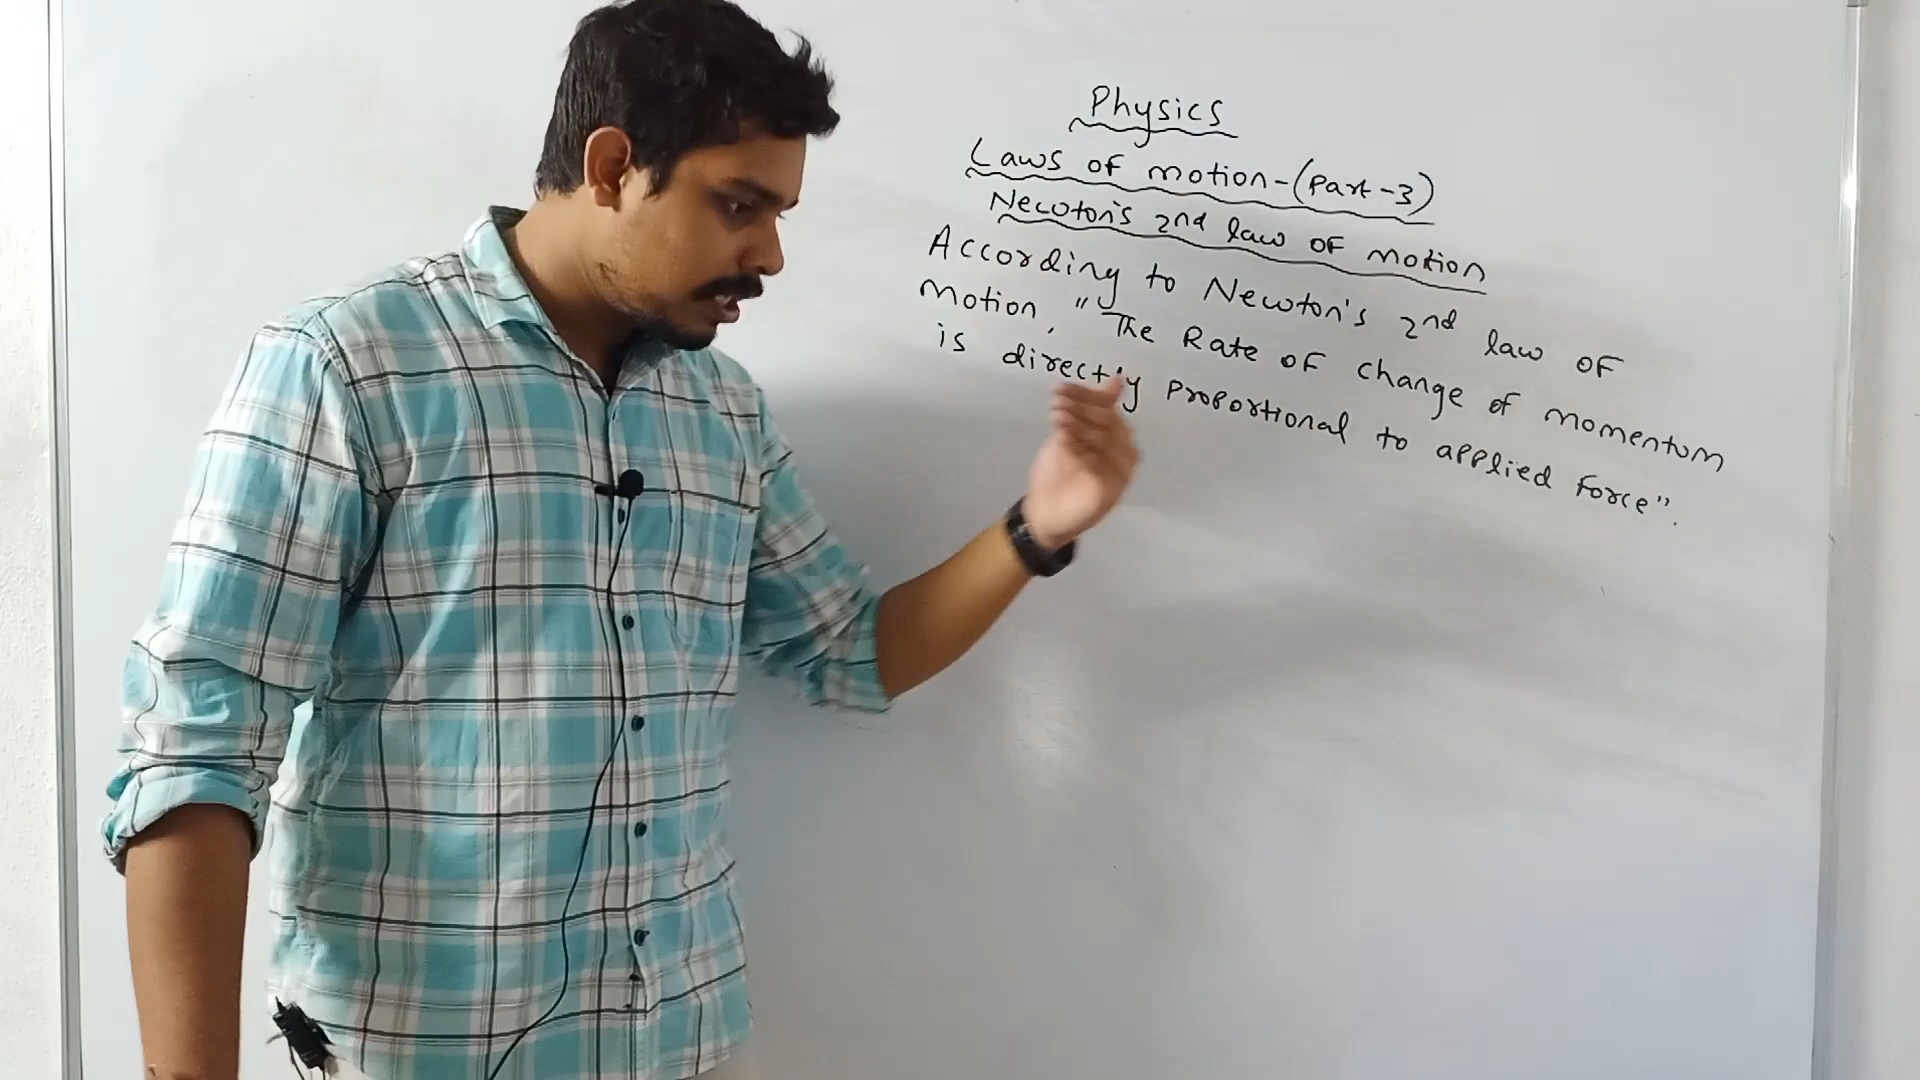 Physics
Laws of motion-(Part-3)
Newton's 2nd law of motion
According to Newton's 2nd law of
motion, "The Rate of change of momentum
is directly proportional to applied force".